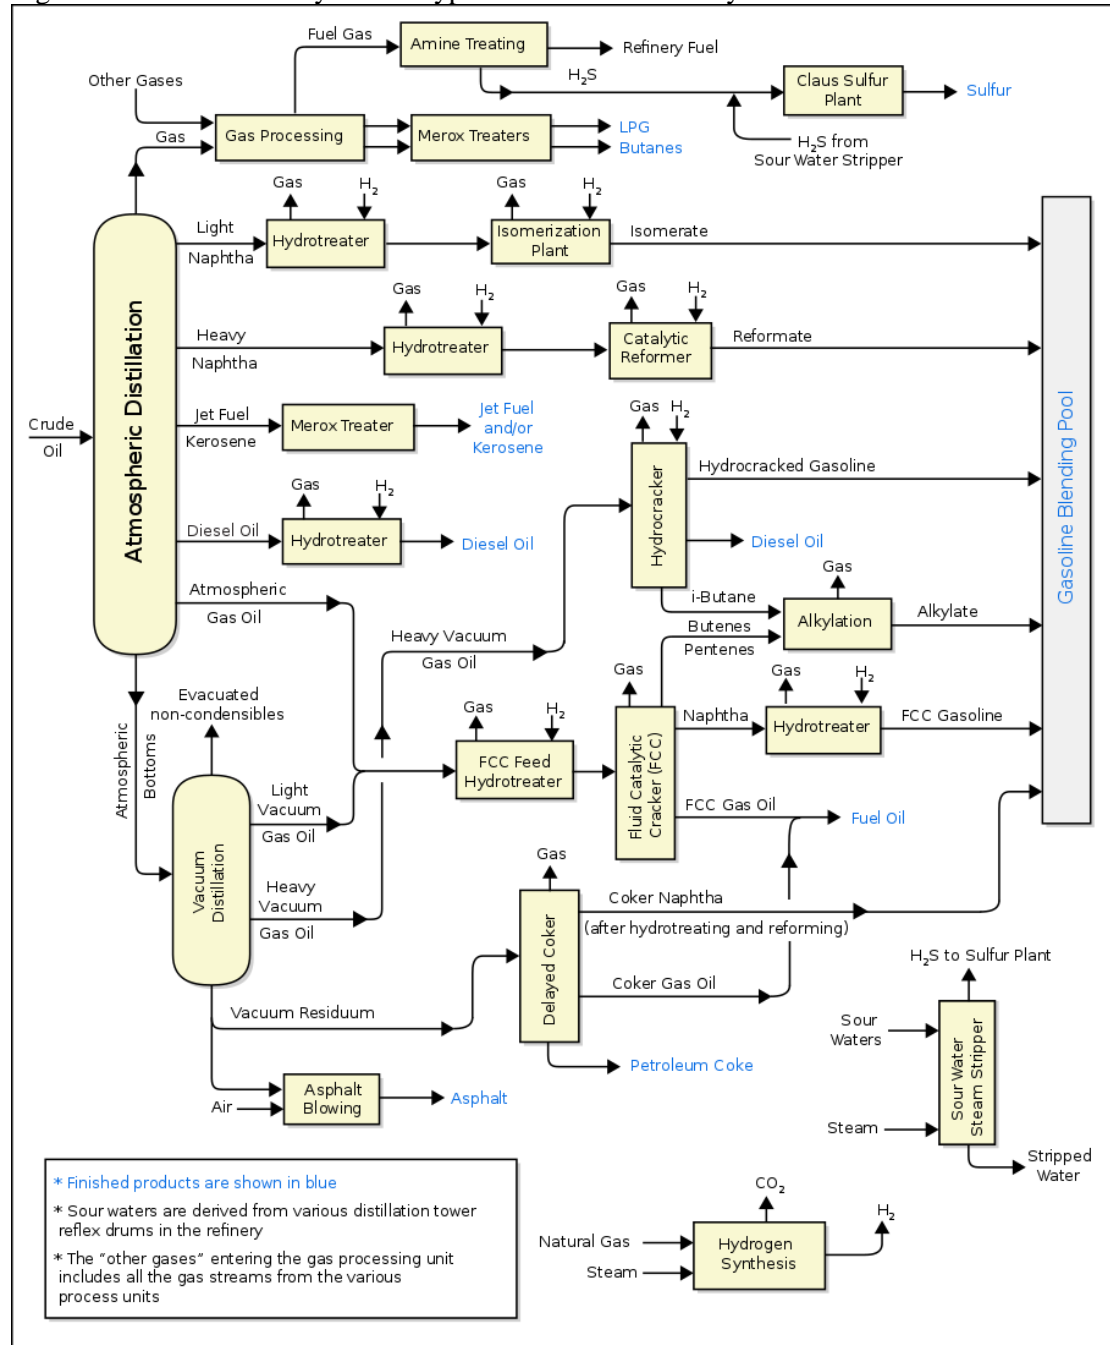 Fuel Gas
Amine Treating
Refinery Fuel
H₂S
Claus Sulfur
Plant
Sulfur
Other Gases
Gas
Gas Processing
Merox Treaters
LPG
Butanes
H₂S from
Sour Water Stripper
Gas
H₂
Light
Naphtha
Hydrotreater
Gas
H₂
Isomerization
Plant
Isomerate
Gas
H₂
Heavy
Naphtha
Hydrotreater
Gas
H₂
Catalytic
Reformer
Reformate
Crude
Oil
Atmospheric Distillation
Jet Fuel
Kerosene
Merox Treater
Jet Fuel
and/or
Kerosene
Gas
H₂
Hydrocracker
Hydrocracked Gasoline
Gasoline Blending Pool
Gas
H₂
Diesel Oil
Hydrotreater
Diesel Oil
Diesel Oil
Atmospheric
Gas Oil
i-Butane
Butenes
Pentenes
Gas
Alkylation
Alkylate
Heavy Vacuum
Gas Oil
Atmospheric
Bottoms
Evacuated
non-condensibles
Gas
H₂
FCC Feed
Hydrotreater
Gas
Fluid Catalytic
Cracker (FCC)
Naphtha
Gas
H₂
Hydrotreater
FCC Gasoline
Light
Vacuum
Gas Oil
FCC Gas Oil
Fuel Oil
Vacuum
Distillation
Heavy
Vacuum
Gas Oil
Gas
Delayed Coker
Coker Naphtha
(after hydrotreating and reforming)
Coker Gas Oil
Vacuum Residuum
Petroleum Coke
Air
Asphalt
Blowing
Asphalt
H₂S to Sulfur Plant
Sour
Waters
Sour Water
Steam Stripper
Steam
Stripped
Water
* Finished products are shown in blue
* Sour waters are derived from various distillation tower
reflex drums in the refinery
* The “other gases” entering the gas processing unit
includes all the gas streams from the various
process units
CO₂
H₂
Natural Gas
Steam
Hydrogen
Synthesis